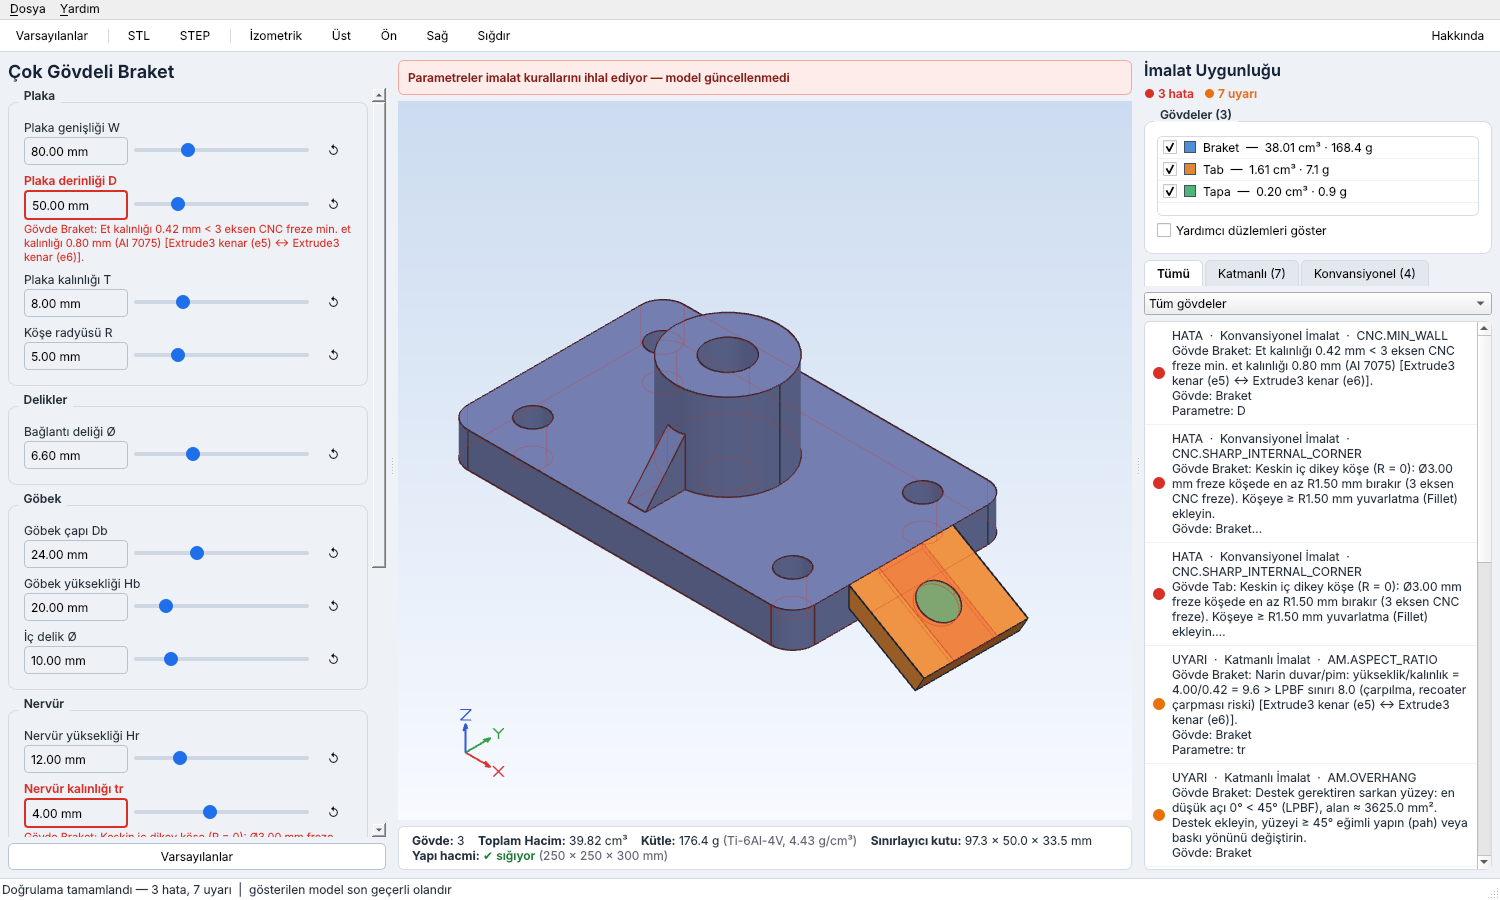 Dosya Yardım
Varsayılanlar STL STEP İzometrik Üst Ön Sağ Sığdır Hakkında
Çok Gövdeli Braket
Plaka
Plaka genişliği W
80.00 mm
Plaka derinliği D
50.00 mm
Gövde Braket: Et kalınlığı 0.42 mm < 3 eksen CNC freze min. et
kalınlığı 0.80 mm (Al 7075) [Extrude3 kenar (e5) ↔ Extrude3
kenar (e6)].
Plaka kalınlığı T
8.00 mm
Köşe radyüsü R
5.00 mm
Delikler
Bağlantı deliği Ø
6.60 mm
Göbek
Göbek çapı Db
24.00 mm
Göbek yüksekliği Hb
20.00 mm
İç delik Ø
10.00 mm
Nervür
Nervür yüksekliği Hr
12.00 mm
Nervür kalınlığı tr
4.00 mm
Gövde Braket: Keskin iç dikey köşe (R = 0): Ø3.00 mm freze
Varsayılanlar
Parametreler imalat kurallarını ihlal ediyor — model güncellenmedi
Z
Y
X
Gövde: 3 Toplam Hacim: 39.82 cm³ Kütle: 176.4 g (Ti-6Al-4V, 4.43 g/cm³) Sınırlayıcı kutu: 97.3 × 50.0 × 33.5 mm
Yapı hacmi: ✔ sığıyor (250 × 250 × 300 mm)
İmalat Uygunluğu
3 hata 7 uyarı
Gövdeler (3)
Braket — 38.01 cm³ · 168.4 g
Tab — 1.61 cm³ · 7.1 g
Tapa — 0.20 cm³ · 0.9 g
Yardımcı düzlemleri göster
Tümü Katmanlı (7) Konvansiyonel (4)
Tüm gövdeler
HATA · Konvansiyonel İmalat · CNC.MIN_WALL
Gövde Braket: Et kalınlığı 0.42 mm < 3 eksen CNC
freze min. et kalınlığı 0.80 mm (Al 7075) [Extrude3
kenar (e5) ↔ Extrude3 kenar (e6)].
Gövde: Braket
Parametre: D
HATA · Konvansiyonel İmalat ·
CNC.SHARP_INTERNAL_CORNER
Gövde Braket: Keskin iç dikey köşe (R = 0): Ø3.00
mm freze köşede en az R1.50 mm bırakır (3 eksen
CNC freze). Köşeye ≥ R1.50 mm yuvarlatma (Fillet)
ekleyin.
Gövde: Braket...
HATA · Konvansiyonel İmalat ·
CNC.SHARP_INTERNAL_CORNER
Gövde Tab: Keskin iç dikey köşe (R = 0): Ø3.00 mm
freze köşede en az R1.50 mm bırakır (3 eksen CNC
freze). Köşeye ≥ R1.50 mm yuvarlatma (Fillet)
ekleyin....
UYARI · Katmanlı İmalat · AM.ASPECT_RATIO
Gövde Braket: Narin duvar/pim: yükseklik/kalınlık =
4.00/0.42 = 9.6 > LPBF sınırı 8.0 (çarpılma, recoater
çarpması riski) [Extrude3 kenar (e5) ↔ Extrude3
kenar (e6)].
Gövde: Braket
Parametre: tr
UYARI · Katmanlı İmalat · AM.OVERHANG
Gövde Braket: Destek gerektiren sarkan yüzey: en
düşük açı 0° < 45° (LPBF), alan ≈ 3625.0 mm².
Destek ekleyin, yüzeyi ≥ 45° eğimli yapın (pah) veya
baskı yönünü değiştirin.
Gövde: Braket
Doğrulama tamamlandı — 3 hata, 7 uyarı | gösterilen model son geçerli olandır